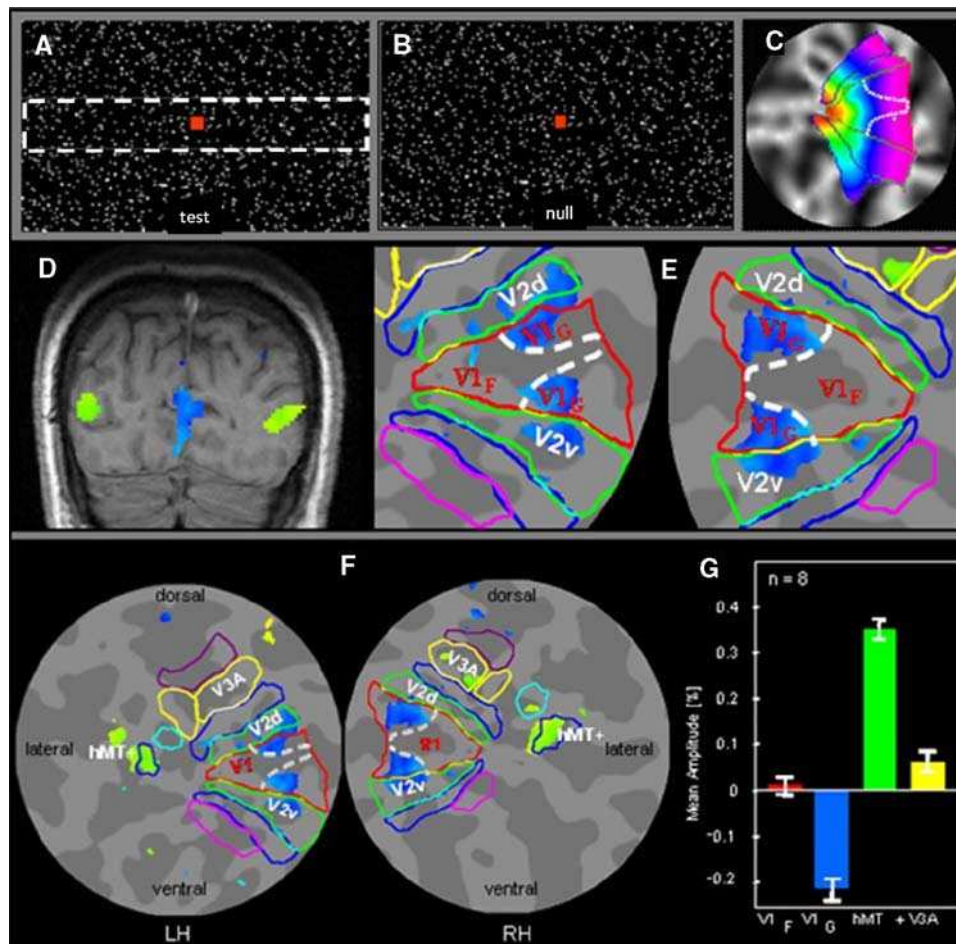 A
B
C
test
null
D
E
V2d
V1G
V1F
V1G
V2v
V2d
V1G
V1F
V1G
V2v
F
G
dorsal
V3A
V2d
lateral
hMT+
V1
V2v
ventral
LH
dorsal
V3A
V2d
hMT+
lateral
V2v
ventral
RH
n = 8
Mean Amplitude [%]
0.4
0.3
0.2
0.1
0
-0.1
-0.2
V1 F V1 G hMT + V3A